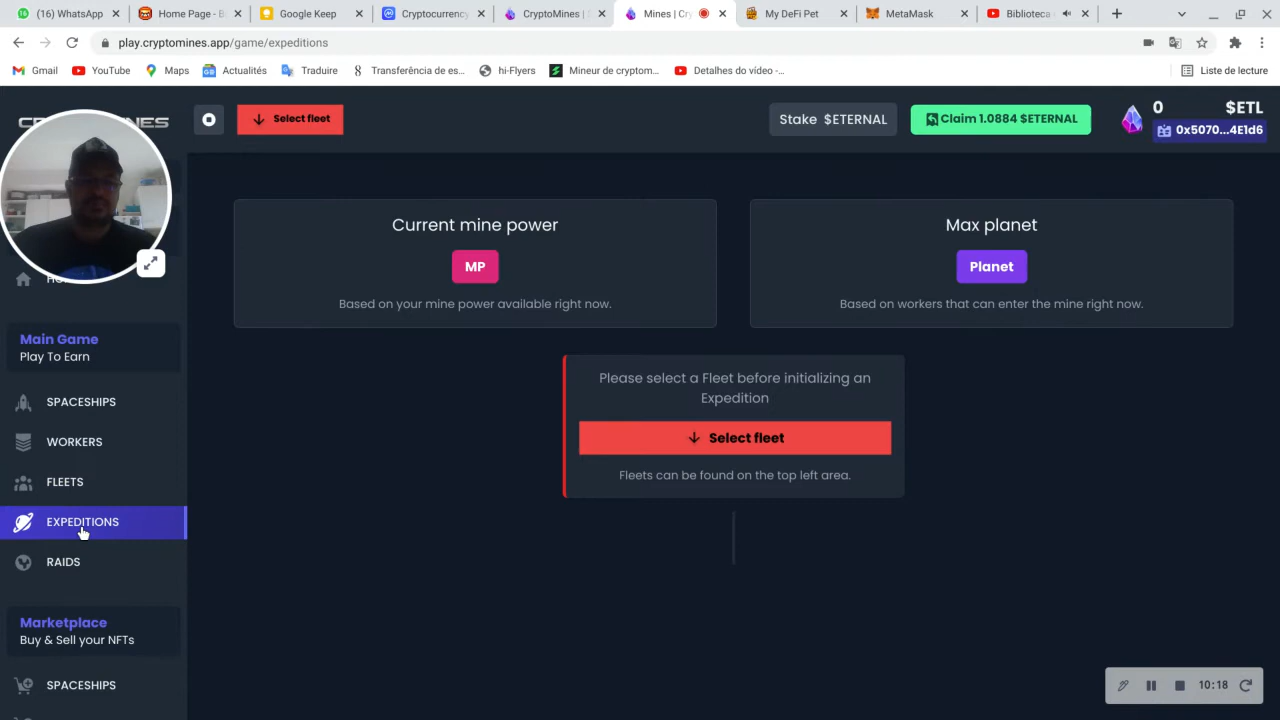 (16) WhatsApp
Home Page - B
Google Keep
Cryptocurrency
CryptoMines | S
Mines | Cry
My DeFi Pet
MetaMask
Biblioteca
play.cryptomines.app/game/expeditions
Gmail
YouTube
Maps
Actualités
Traduire
Transferência de es...
hi-Flyers
Mineur de cryptom...
Detalhes do vídeo -...
Liste de lecture
Select fleet
Stake $ETERNAL
Claim 1.0884 $ETERNAL
0
$ETL
0x5070...4E1d6
Current mine power
MP
Based on your mine power available right now.
Max planet
Planet
Based on workers that can enter the mine right now.
Main Game
Play To Earn
SPACESHIPS
WORKERS
FLEETS
EXPEDITIONS
RAIDS
Marketplace
Buy & Sell your NFTs
SPACESHIPS
Please select a Fleet before initializing an
Expedition
Select fleet
Fleets can be found on the top left area.
10:18